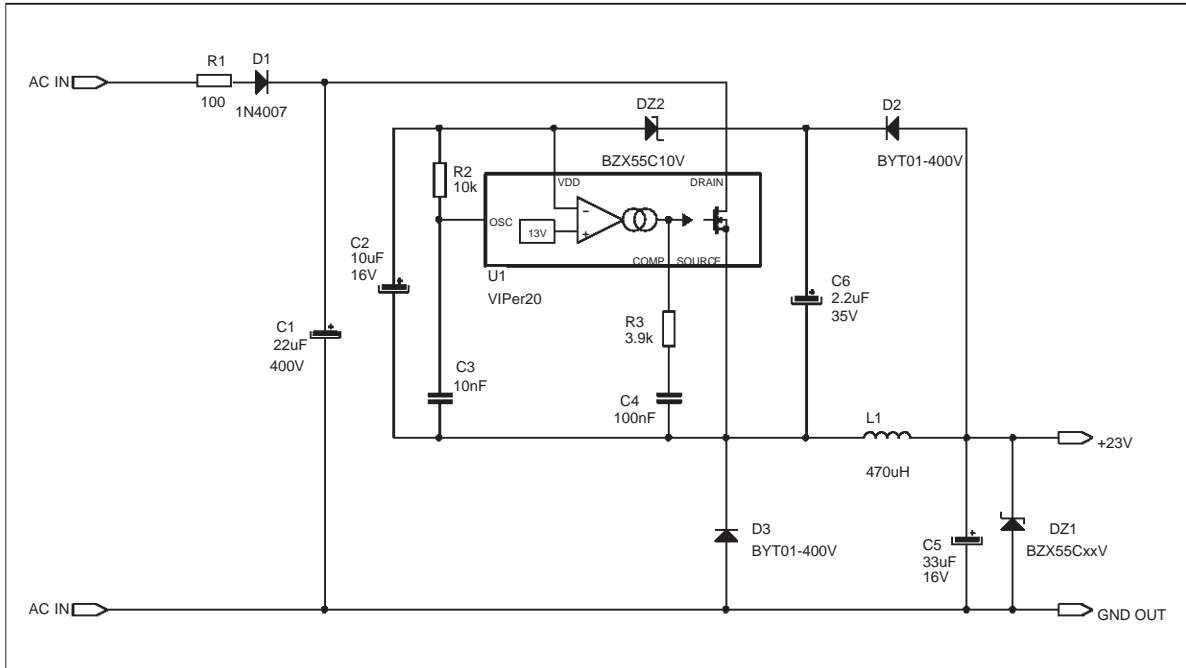 AC IN
R1
100
D1
1N4007
DZ2
BZX55C10V
D2
BYT01-400V
R2
10k
VDD
DRAIN
OSC
13V
−
+
COMP
SOURCE
U1
VIPer20
C2
10uF
16V
+
C1
22uF
400V
+
C3
10nF
R3
3.9k
C4
100nF
C6
2.2uF
35V
+
L1
470uH
+23V
D3
BYT01-400V
C5
33uF
16V
+
DZ1
BZX55CxxV
AC IN
GND OUT